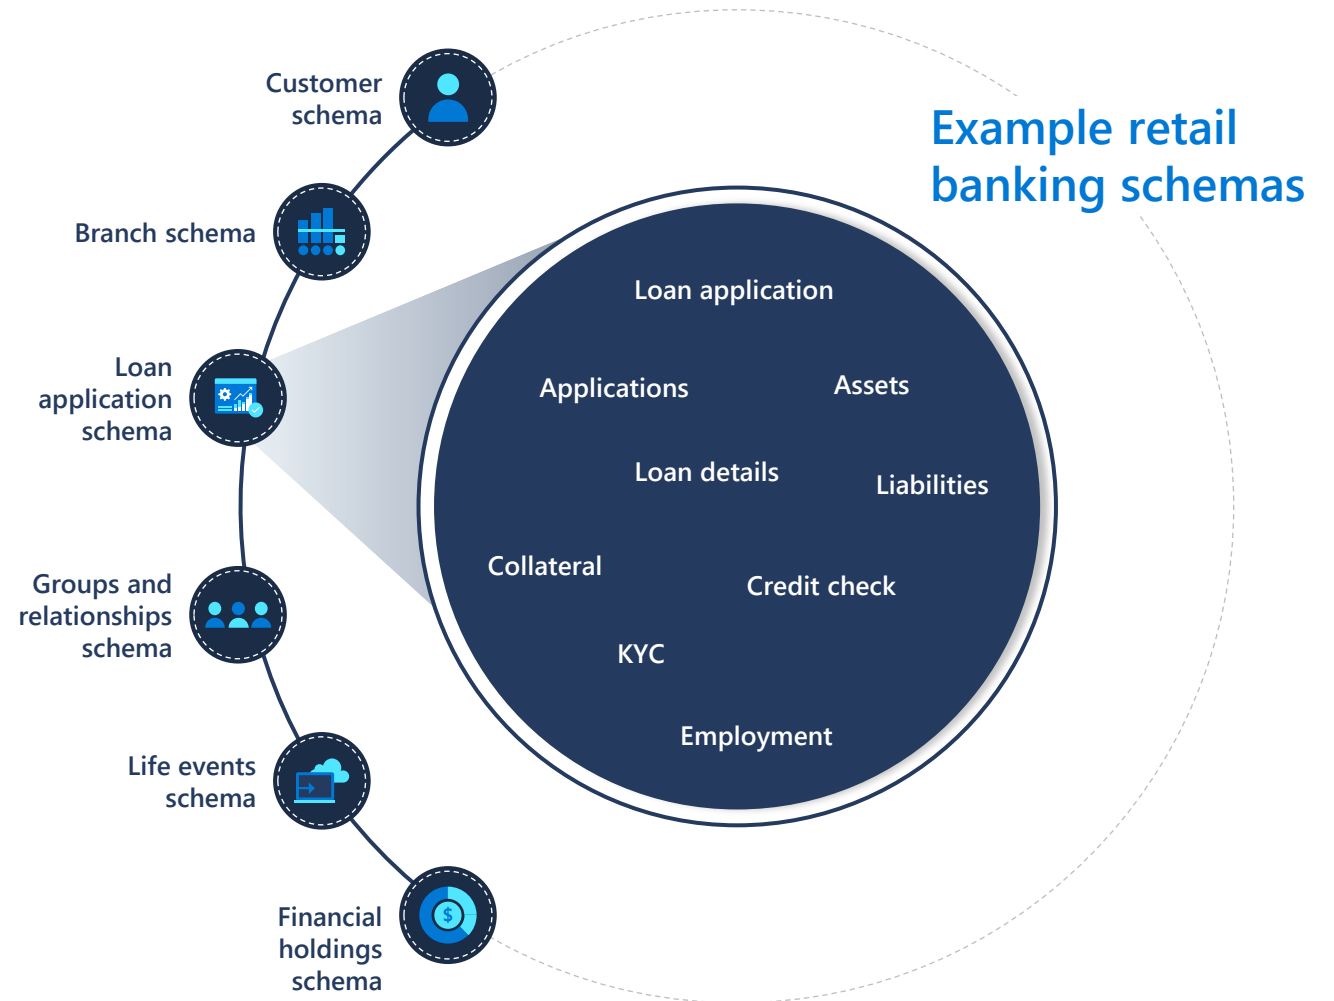 Example retail
banking schemas
Customer
schema
Branch schema
Loan
application
schema
Groups and
relationships
schema
Life events
schema
Financial
holdings
schema
$
Loan application
Applications
Assets
Loan details
Liabilities
Collateral
Credit check
KYC
Employment